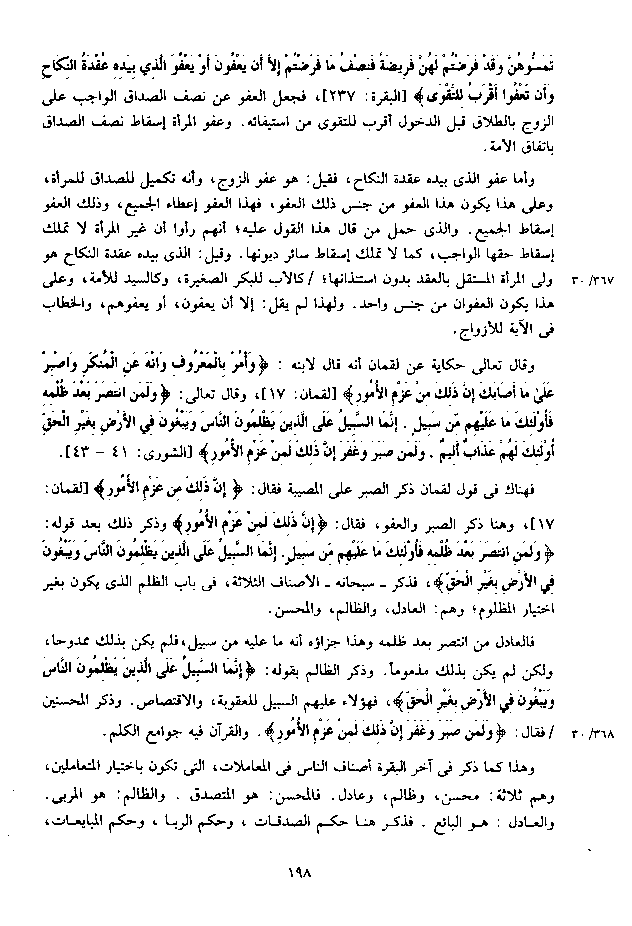 تَمَسُّوهُنَّ وَقَدْ فَرَضْتُمْ لَهُنَّ فَرِيضَةً فَنِصْفُ مَا فَرَضْتُمْ إِلاَّ أَن يَعْفُونَ أَوْ يَعْفُوَ الَّذِي بِيَدِهِ عُقْدَةُ النِّكَاحِ
وَأَن تَعْفُوا أَقْرَبُ لِلتَّقْوَى﴾ [البقرة: ٢٣٧]، فجعل العفو عن نصف الصداق الواجب على
الزوج بالطلاق قبل الدخول أقرب للتقوى من استيفائه. وعفو المرأة إسقاط نصف الصداق
باتفاق الأمة.
وأما عفو الذى بيده عقدة النكاح، فقيل: هو عفو الزوج، وأنه تكميل للصداق للمرأة،
وعلى هذا يكون هذا العفو من جنس ذلك العفو، فهذا العفو إعطاء الجميع، وذلك العفو
إسقاط الجميع. والذى حمل من قال هذا القول عليه؛ أنهم رأوا أن غير المرأة لا تملك
إسقاط حقها الواجب، كما لا تملك إسقاط سائر ديونها. وقيل: الذى بيده عقدة النكاح هو
ولى المرأة المستقل بالعقد بدون استئذانها؛ /كالأب للبكر الصغيرة، وكالسيد للأمة، وعلى ٣٠/٣٦٧
هذا يكون العفوان من جنس واحد. ولهذا لم يقل: إلا أن يعفون، أو يعفوهم، والخطاب
فى الآية للأزواج.
وقال تعالى حكاية عن لقمان أنه قال لابنه : ﴿وَأْمُرْ بِالْمَعْرُوفِ وَانْهَ عَنِ الْمُنكَرِ وَاصْبِرْ
عَلَىٰ مَا أَصَابَكَ إِنَّ ذَلِكَ مِنْ عَزْمِ الأُمُورِ﴾ [لقمان: ١٧]، وقال تعالى: ﴿وَلَمَنِ انتَصَرَ بَعْدَ ظُلْمِهِ
فَأُوْلَئِكَ مَا عَلَيْهِم مِّن سَبِيلٍ . إِنَّمَا السَّبِيلُ عَلَى الَّذِينَ يَظْلِمُونَ النَّاسَ وَيَبْغُونَ فِي الأَرْضِ بِغَيْرِ الْحَقِّ
أُوْلَئِكَ لَهُمْ عَذَابٌ أَلِيمٌ . وَلَمَن صَبَرَ وَغَفَرَ إِنَّ ذَلِكَ لَمِنْ عَزْمِ الأُمُورِ﴾ [الشورى: ٤١ – ٤٣].
فهناك فى قول لقمان ذكر الصبر على المصيبة فقال: ﴿إِنَّ ذَلِكَ مِنْ عَزْمِ الأُمُورِ﴾ [لقمان:
١٧]، وهنا ذكر الصبر والعفو، فقال: ﴿إِنَّ ذَلِكَ لَمِنْ عَزْمِ الأُمُورِ﴾ وذكر ذلك بعد قوله:
﴿وَلَمَنِ انتَصَرَ بَعْدَ ظُلْمِهِ فَأُوْلَئِكَ مَا عَلَيْهِم مِّن سَبِيلٍ. إِنَّمَا السَّبِيلُ عَلَى الَّذِينَ يَظْلِمُونَ النَّاسَ وَيَبْغُونَ
فِي الأَرْضِ بِغَيْرِ الْحَقِّ﴾، فذكر ـ سبحانه ـ الأصناف الثلاثة، فى باب الظلم الذى يكون بغير
اختيار المظلوم؛ وهم: العادل، والظالم، والمحسن.
فالعادل من انتصر بعد ظلمه وهذا جزاؤه أنه ما عليه من سبيل،فلم يكن بذلك ممدوحا،
ولكن لم يكن بذلك مذموماً. وذكر الظالم بقوله: ﴿إِنَّمَا السَّبِيلُ عَلَى الَّذِينَ يَظْلِمُونَ النَّاسَ
وَيَبْغُونَ فِي الأَرْضِ بِغَيْرِ الْحَقِّ﴾، فهؤلاء عليهم السبيل للعقوبة، والاقتصاص. وذكر المحسنين
/فقال: ﴿وَلَمَن صَبَرَ وَغَفَرَ إِنَّ ذَلِكَ لَمِنْ عَزْمِ الأُمُورِ﴾. والقرآن فيه جوامع الكلم. ٣٠/٣٦٨
وهذا كما ذكر فى آخر البقرة أصناف الناس فى المعاملات، التى تكون باختيار المتعاملين،
وهم ثلاثة: محسن، وظالم، وعادل. فالمحسن: هو المتصدق . والظالم: هو المربى.
والعادل : هو البائع . فذكر هنا حكم الصدقات ، وحكم الربا ، وحكم المبايعات،
١٩٨